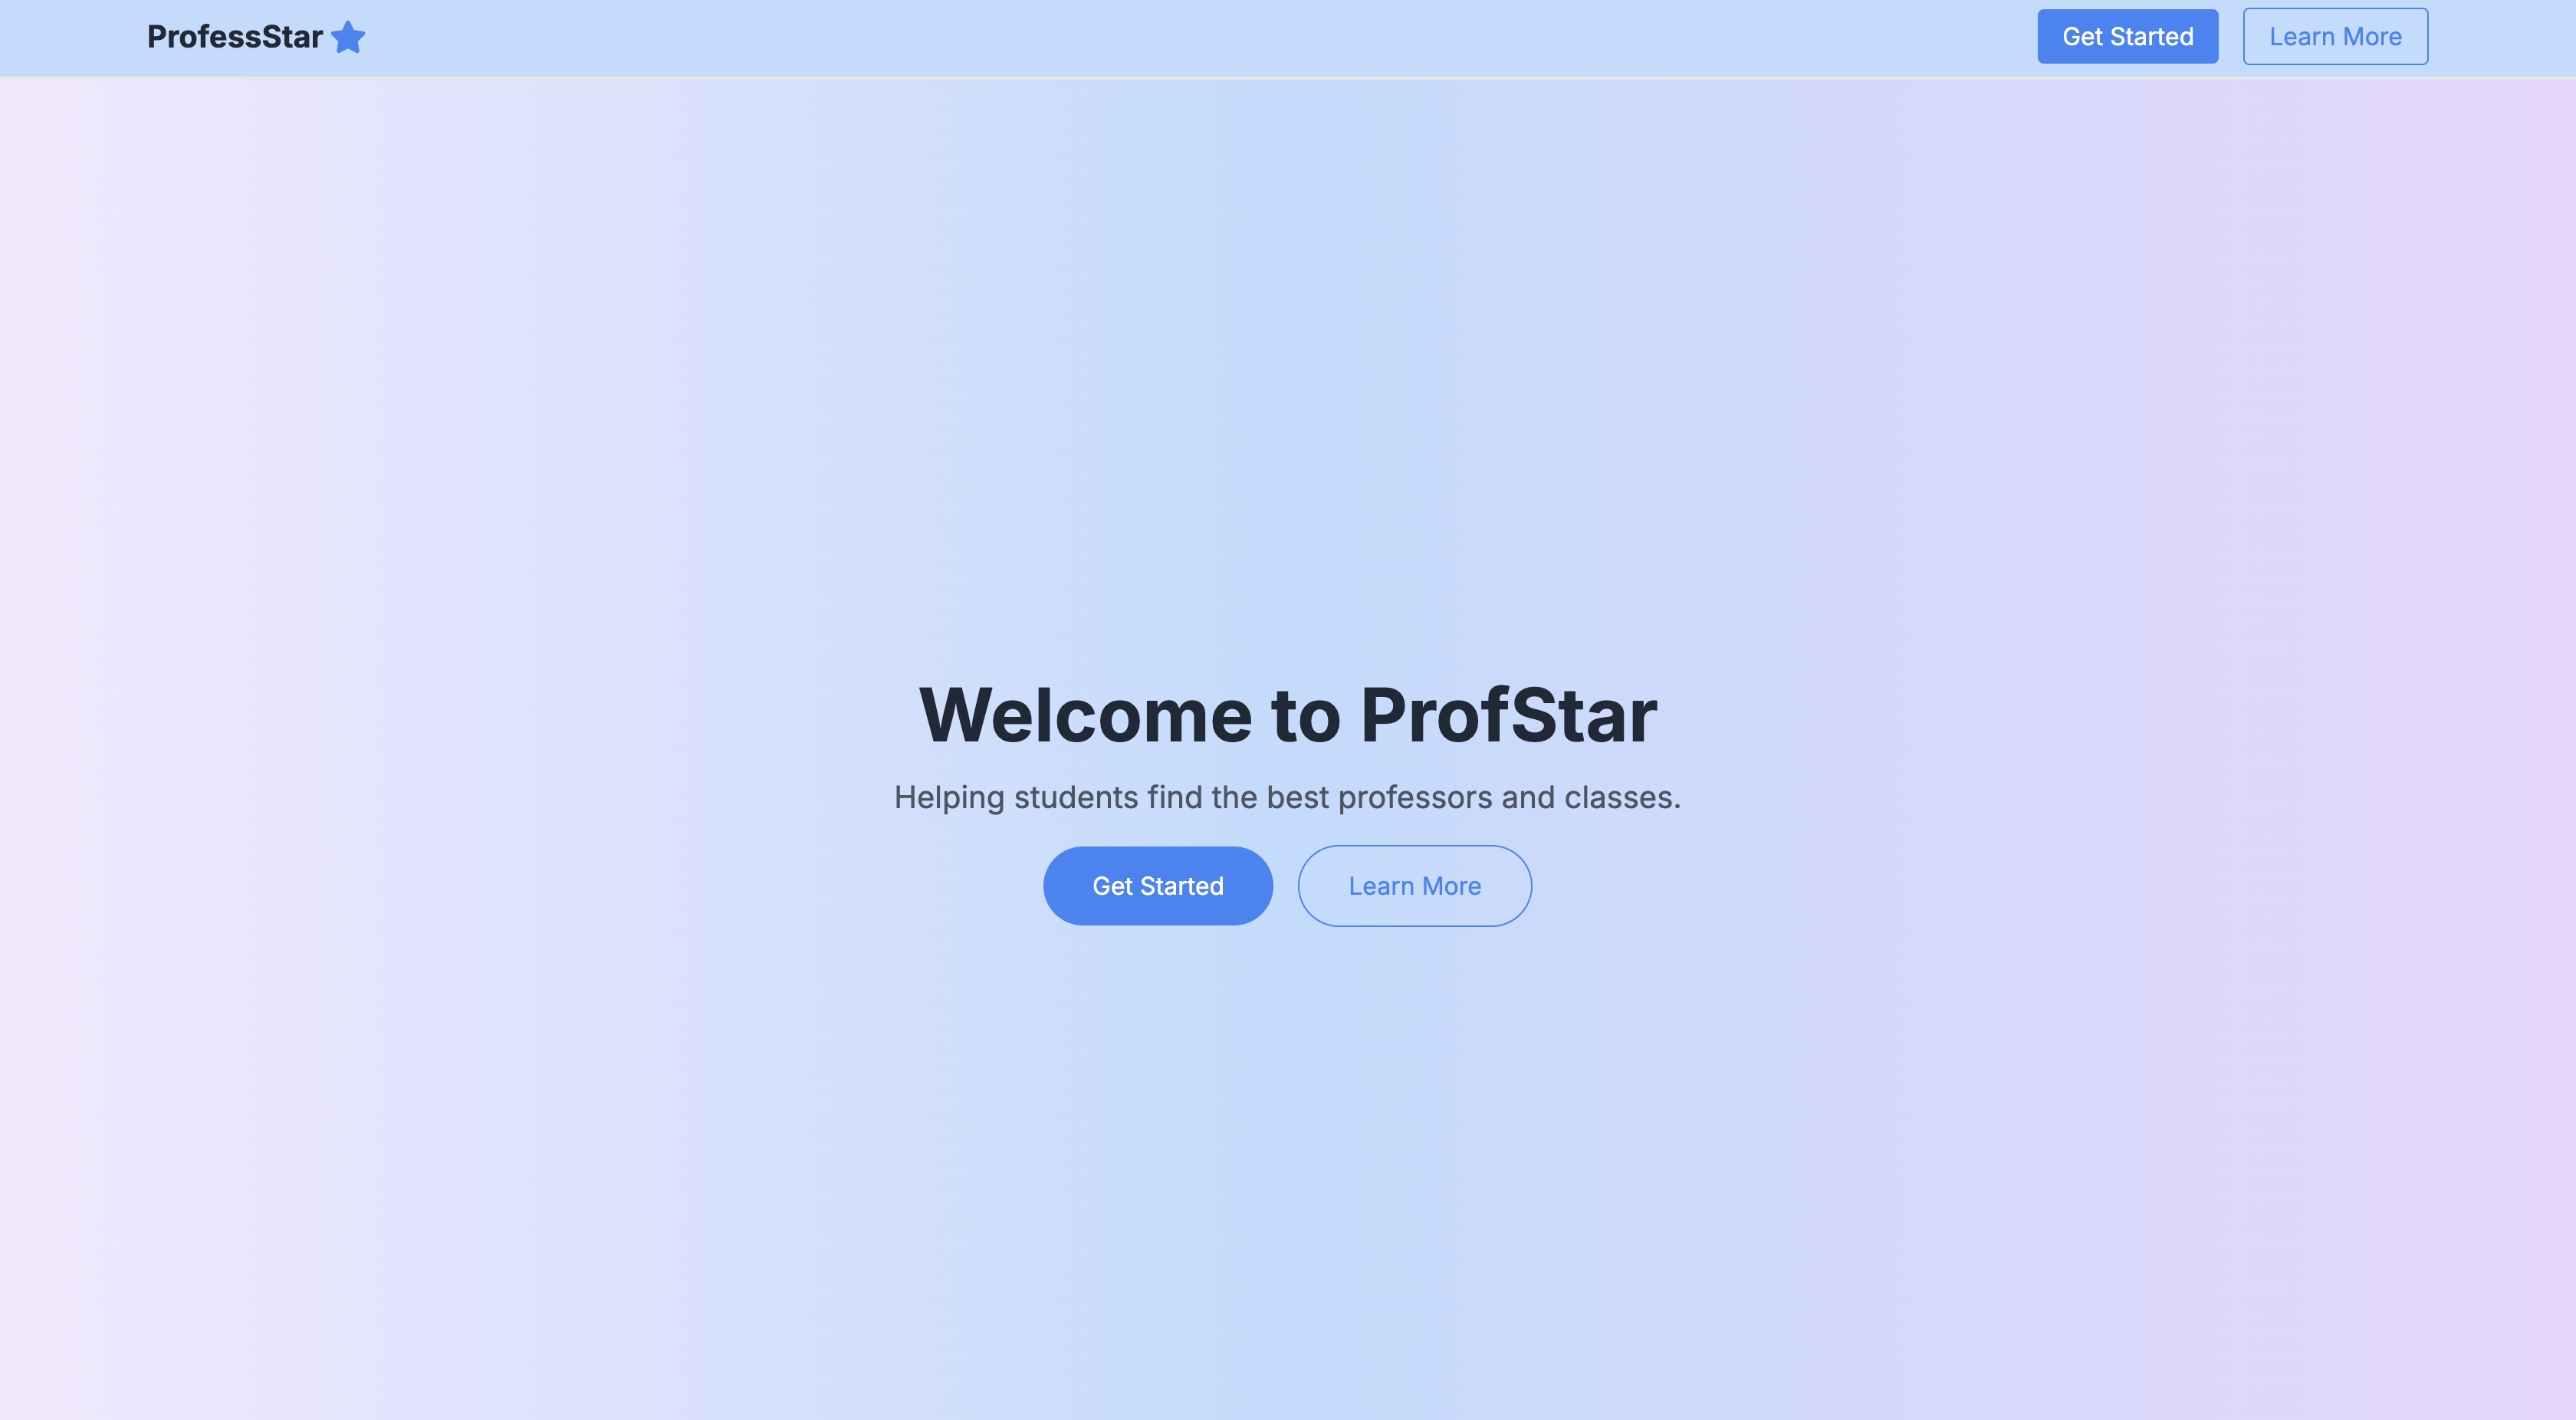 ProfessStar
Get Started
Learn More
Welcome to ProfStar
Helping students find the best professors and classes.
Get Started
Learn More